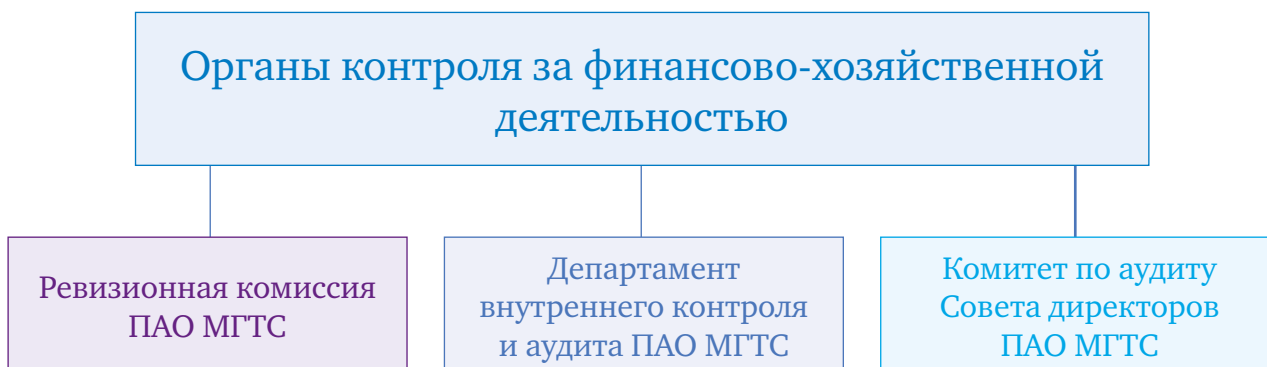 Органы контроля за финансово-хозяйственной
деятельностью
Ревизионная комиссия
ПАО МГТС
Департамент
внутреннего контроля
и аудита ПАО МГТС
Комитет по аудиту
Совета директоров
ПАО МГТС